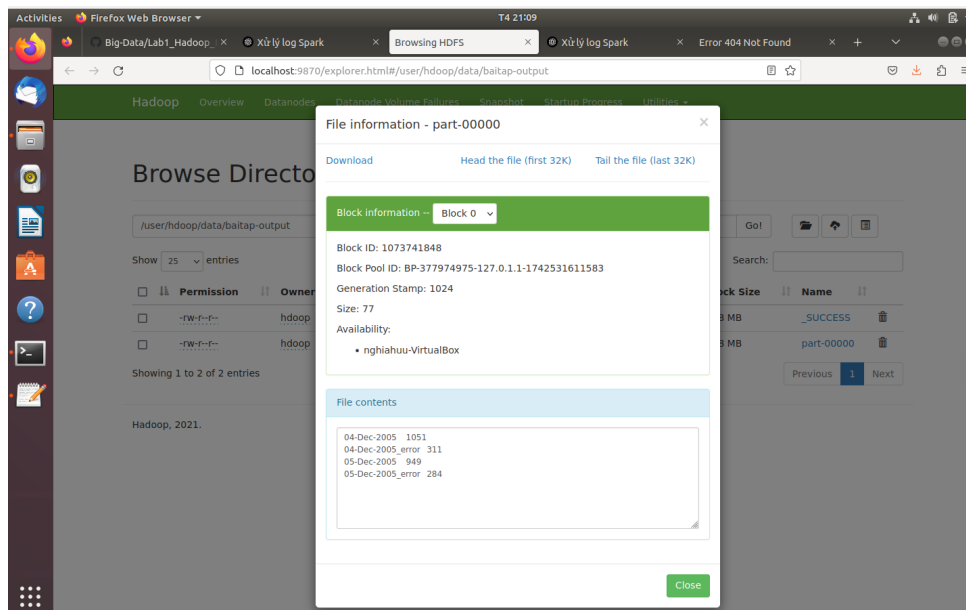 Activities Firefox Web Browser T4 21:09
Big-Data/Lab1_Hadoop_ × Xử lý log Spark × Browsing HDFS × Xử lý log Spark × Error 404 Not Found × +
localhost:9870/explorer.html#/user/hdoop/data/baitap-output
Hadoop Overview Datanodes Datanode Volume Failures Snapshot Startup Progress Utilities
File information - part-00000 ×
Download Head the file (first 32K) Tail the file (last 32K)
Browse Directo
Block information -- Block 0
/user/hdoop/data/baitap-output Go!
Block ID: 1073741848
Show 25 entries Search:
Block Pool ID: BP-377974975-127.0.1.1-1742531611583
Generation Stamp: 1024
Permission Owner ock Size Name
Size: 77
-rw-r--r-- hdoop 8 MB _SUCCESS
Availability:
-rw-r--r-- hdoop 8 MB part-00000
• nghiahuu-VirtualBox
Showing 1 to 2 of 2 entries Previous 1 Next
File contents
Hadoop, 2021.
04-Dec-2005 1051
04-Dec-2005_error 311
05-Dec-2005 949
05-Dec-2005_error 284
Close